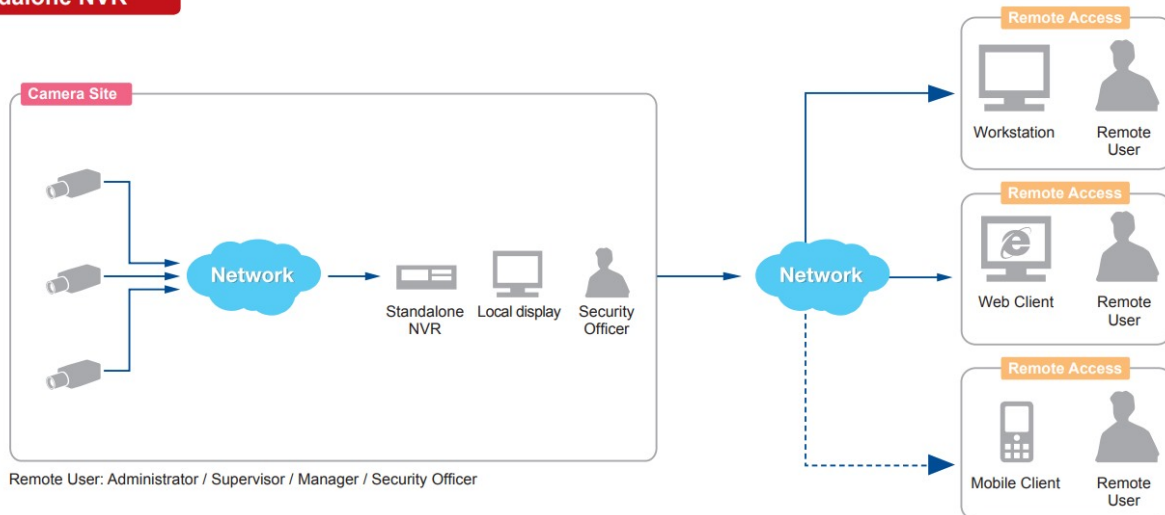 NVR
Camera Site
Network
Standalone
NVR
Local display
Security
Officer
Network
Remote Access
Workstation
Remote
User
Remote Access
Web Client
Remote
User
Remote Access
Mobile Client
Remote
User
Remote User: Administrator / Supervisor / Manager / Security Officer